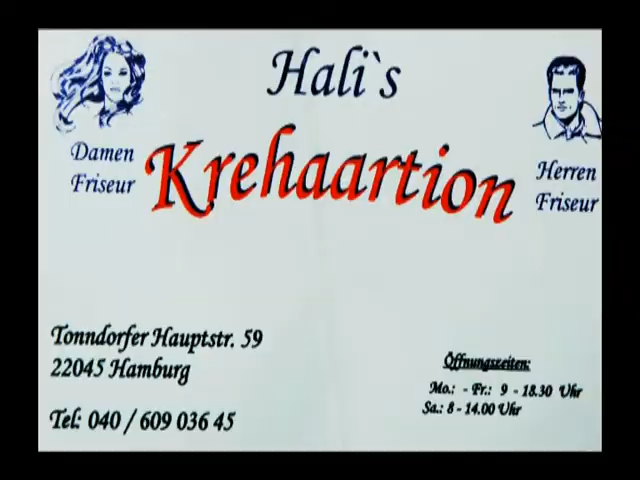 Hali`s
Krehaartion
Damen
Friseur
Herren
Friseur
Tonndorfer Hauptstr. 59
22045 Hamburg
Tel: 040 / 609 036 45
Öffnungszeiten:
Mo.: - Fr.: 9 - 18.30 Uhr
Sa.: 8 - 14.00 Uhr